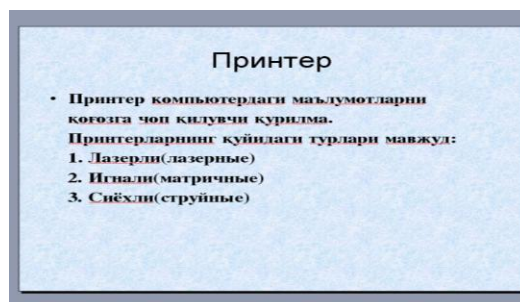 Принтер
• Принтер компьютердаги маълумотларни
қоғозга чоп қилувчи қурилма.
Принтерларнинг қуйидаги турлари мавжуд:
1. Лазерли(лазерные)
2. Игнали(матричные)
3. Сиёхли(струйные)